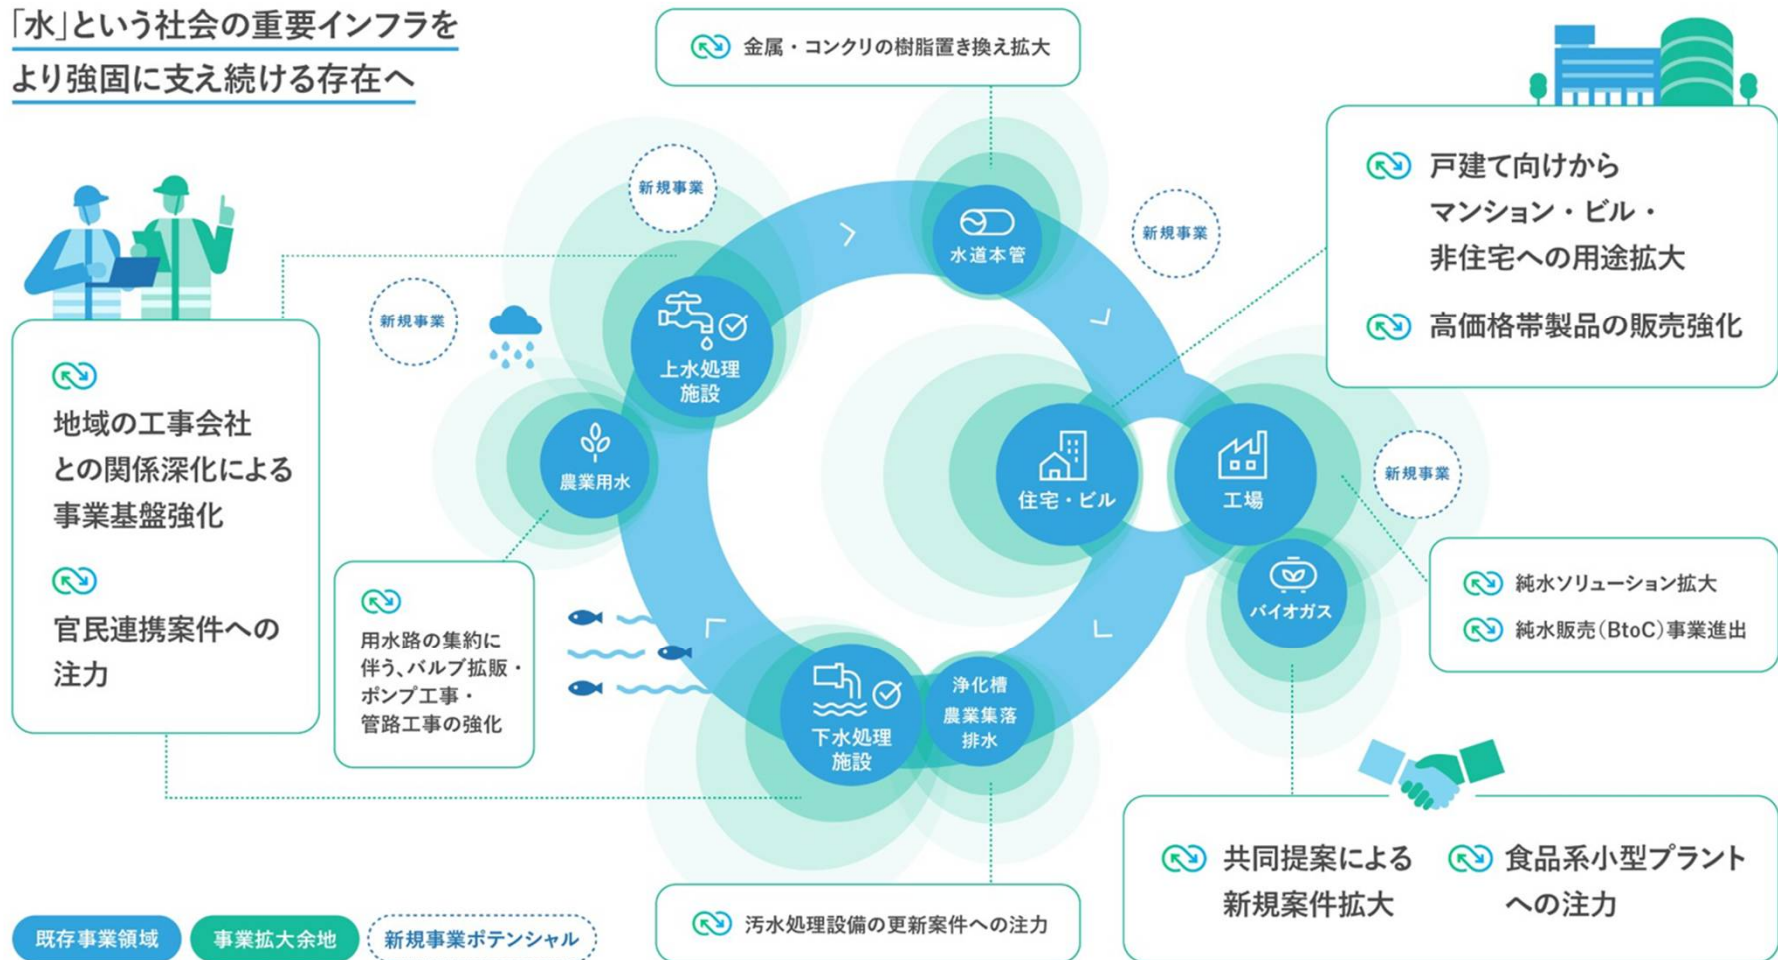 「水」という社会の重要インフラを
より強固に支え続ける存在へ
金属・コンクリの樹脂置き換え拡大
戸建て向けから
マンション・ビル・
非住宅への用途拡大
高価格帯製品の販売強化
新規事業
新規事業
新規事業
新規事業
水道本管
上水処理
施設
農業用水
住宅・ビル
工場
バイオガス
浄化槽
農業集落
排水
下水処理
施設
地域の工事会社
との関係深化による
事業基盤強化
官民連携案件への
注力
用水路の集約に
伴う、バルブ拡販・
ポンプ工事・
管路工事の強化
純水ソリューション拡大
純水販売(BtoC)事業進出
共同提案による
新規案件拡大
食品系小型プラント
への注力
汚水処理設備の更新案件への注力
既存事業領域
事業拡大余地
新規事業ポテンシャル